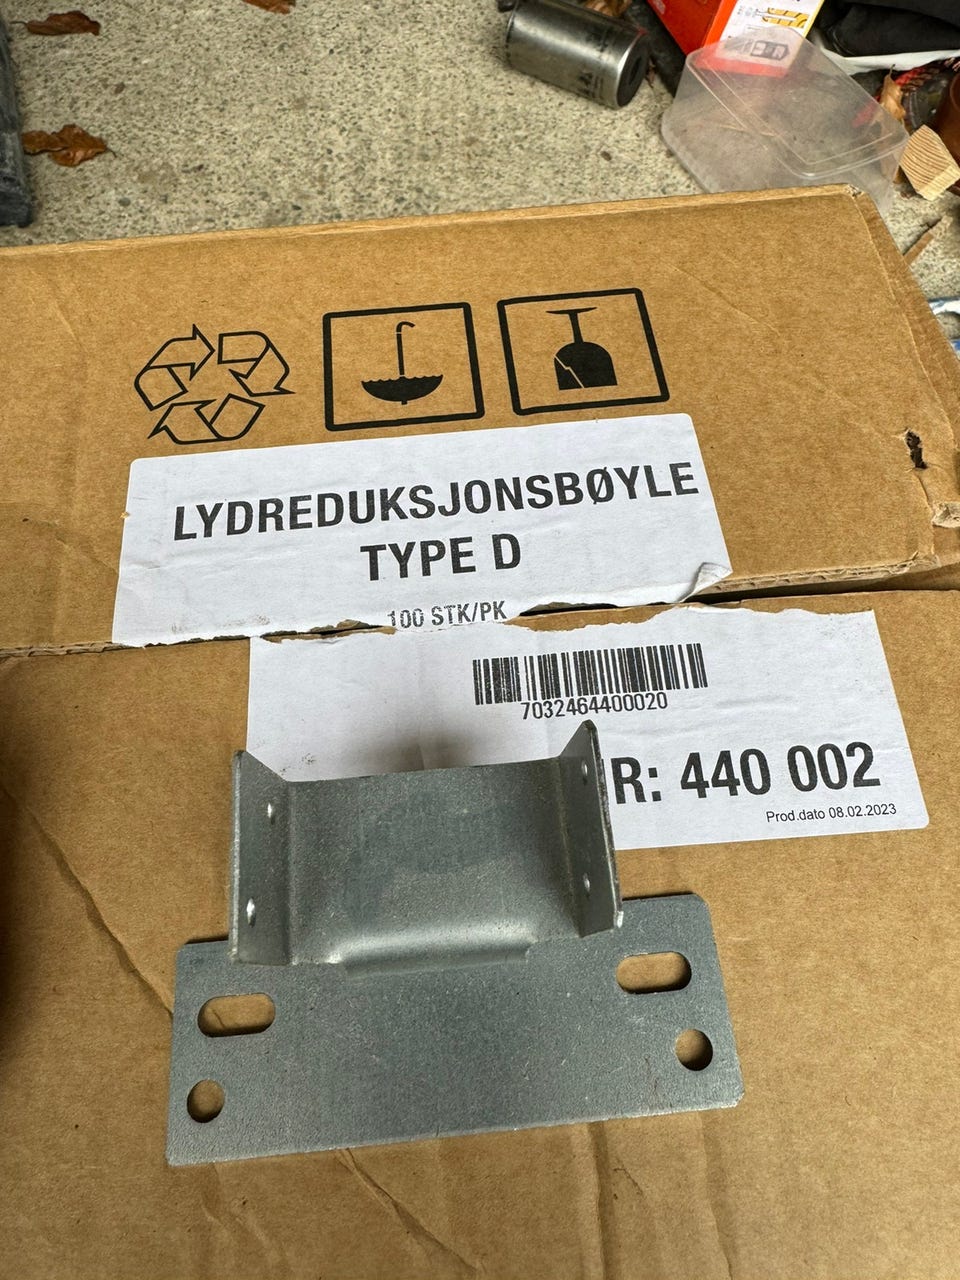 LYDREDUKSJONSBØYLE
TYPE D
100 STK/PK
7032464400020
R: 440 002
Prod.dato 08.02.2023